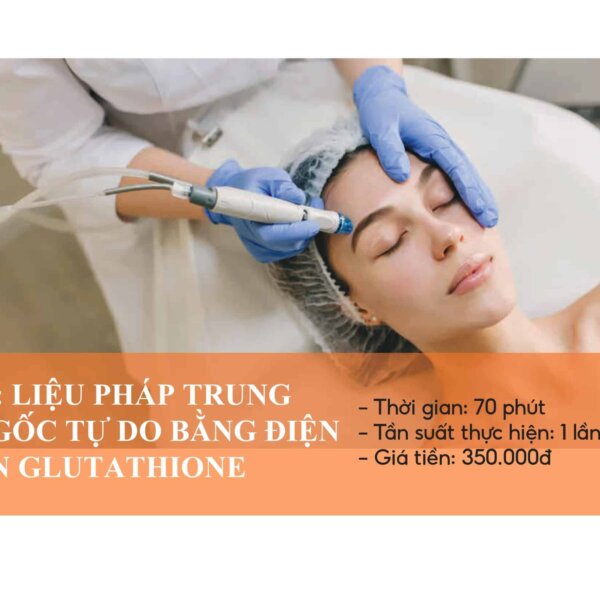 : LIỆU PHÁP TRUNG
GỐC TỰ DO BẰNG ĐIỆN
N GLUTATHIONE
– Thời gian: 70 phút
– Tần suất thực hiện: 1 lần
– Giá tiền: 350.000đ